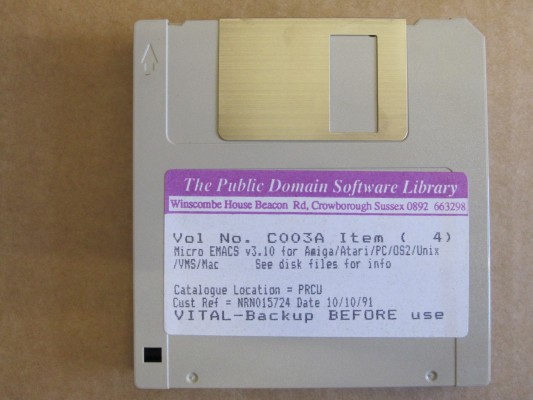 The Public Domain Software Library
Winscombe House Beacon Rd, Crowborough Sussex 0892 663298
Vol No. C003A Item ( 4)
Micro EMACS v3.10 for Amiga/Atari/PC/OS2/Unix
/VMS/Mac See disk files for info
Catalogue Location = PRCU
Cust Ref = NRN015724 Date 10/10/91
VITAL-Backup BEFORE use